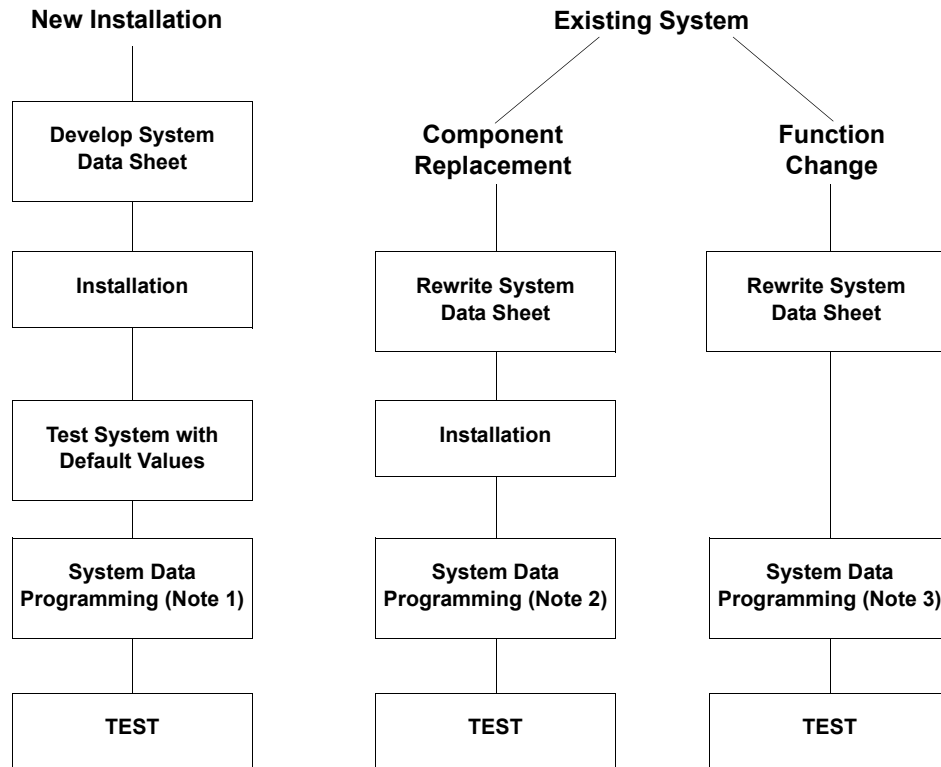 New Installation
Develop System
Data Sheet
Installation
Test System with
Default Values
System Data
Programming (Note 1)
TEST
Existing System
Component
Replacement
Rewrite System
Data Sheet
Installation
System Data
Programming (Note 2)
TEST
Function
Change
Rewrite System
Data Sheet
System Data
Programming (Note 3)
TEST